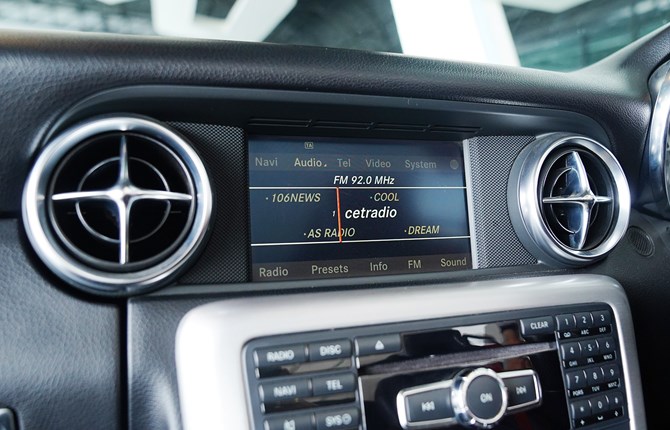 TA
Navi Audio Tel Video System
FM 92.0 MHz
106NEWS COOL
1 cetradio
AS RADIO DREAM
Radio Presets Info FM Sound
RADIO DISC CLEAR 1 2 3
ABC DEF
4 5 6
GHI JKL MNO
NAVI TEL ON 7 8 9
PQRS TUV WXYZ
SYS * 0 #